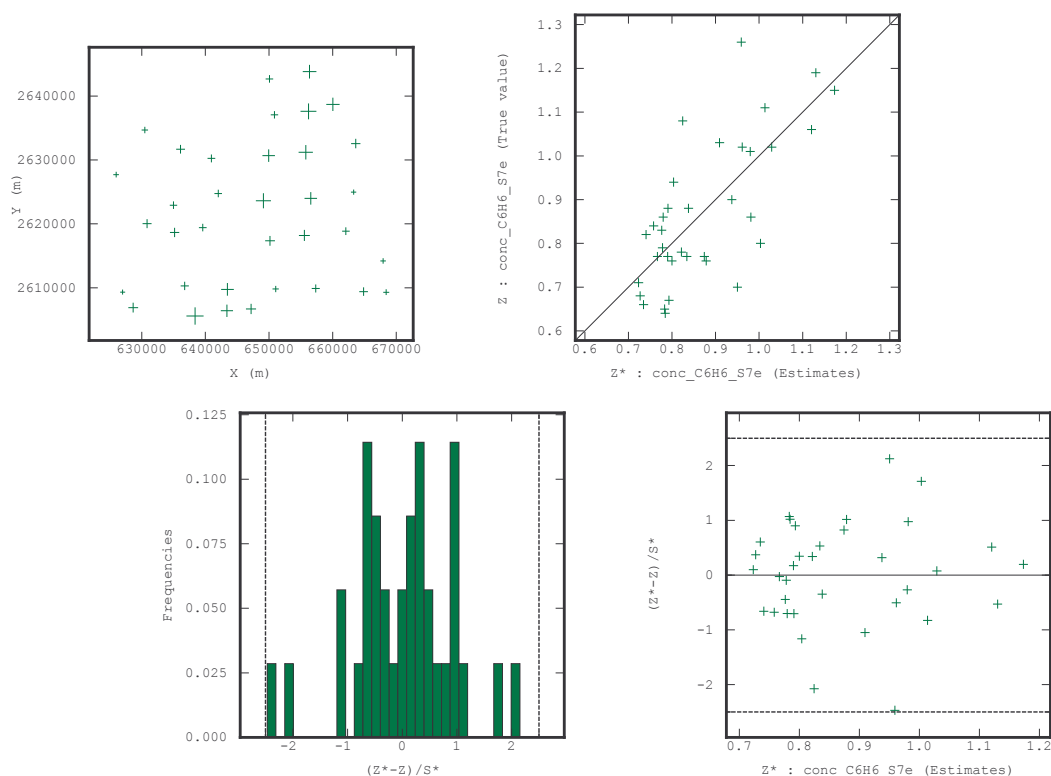 2640000
2630000
2620000
2610000
Y (m)
630000 640000 650000 660000 670000
X (m)
1.3
1.2
1.1
1.0
0.9
0.8
0.7
0.6
Z : conc_C6H6_S7e (True value)
0.6 0.7 0.8 0.9 1.0 1.1 1.2 1.3
Z* : conc_C6H6_S7e (Estimates)
0.125
0.100
0.075
0.050
0.025
0.000
Frequencies
-2 -1 0 1 2
(Z*-Z)/S*
2
1
0
-1
-2
(Z*-Z)/S*
0.7 0.8 0.9 1.0 1.1 1.2
Z* : conc C6H6 S7e (Estimates)